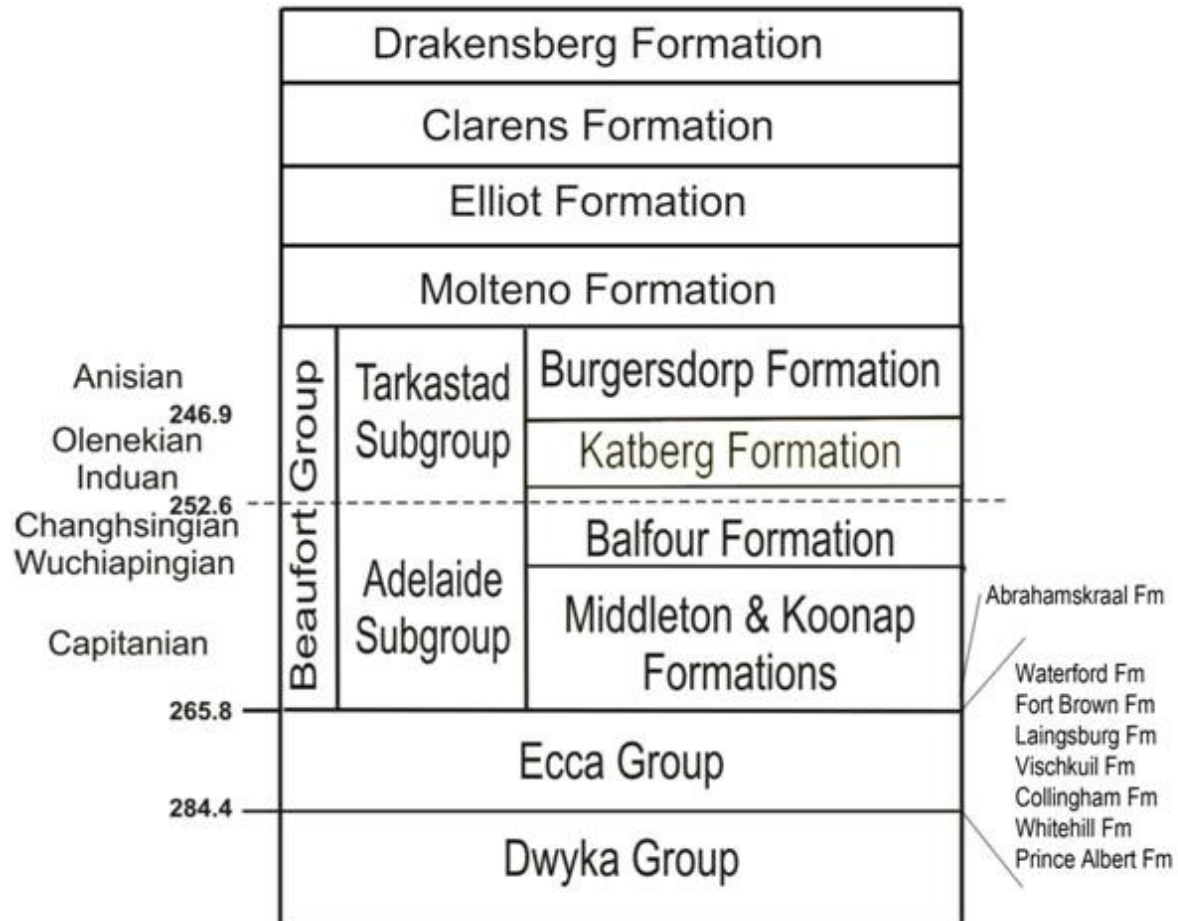 Drakensberg Formation
Clarens Formation
Elliot Formation
Molteno Formation
Anisian
246.9
Olenekian
Induan
252.6
Changhsingian
Wuchiapingian
Capitanian
265.8
284.4
Beaufort Group
Tarkastad
Subgroup
Adelaide
Subgroup
Burgersdorp Formation
Katberg Formation
Balfour Formation
Middleton & Koonap
Formations
Ecca Group
Dwyka Group
Abrahamskraal Fm
Waterford Fm
Fort Brown Fm
Laingsburg Fm
Vischkuil Fm
Collingham Fm
Whitehill Fm
Prince Albert Fm